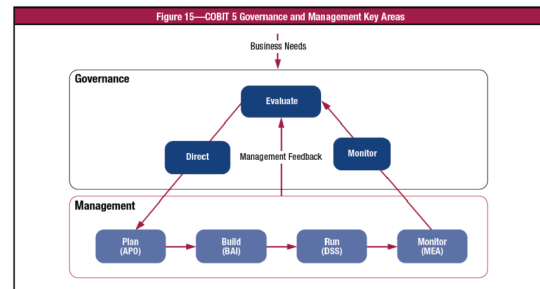 Figure 15—COBIT 5 Governance and Management Key Areas
Business Needs
Governance
Evaluate
Direct
Management Feedback
Monitor
Management
Plan
(APO)
Build
(BAI)
Run
(DSS)
Monitor
(MEA)